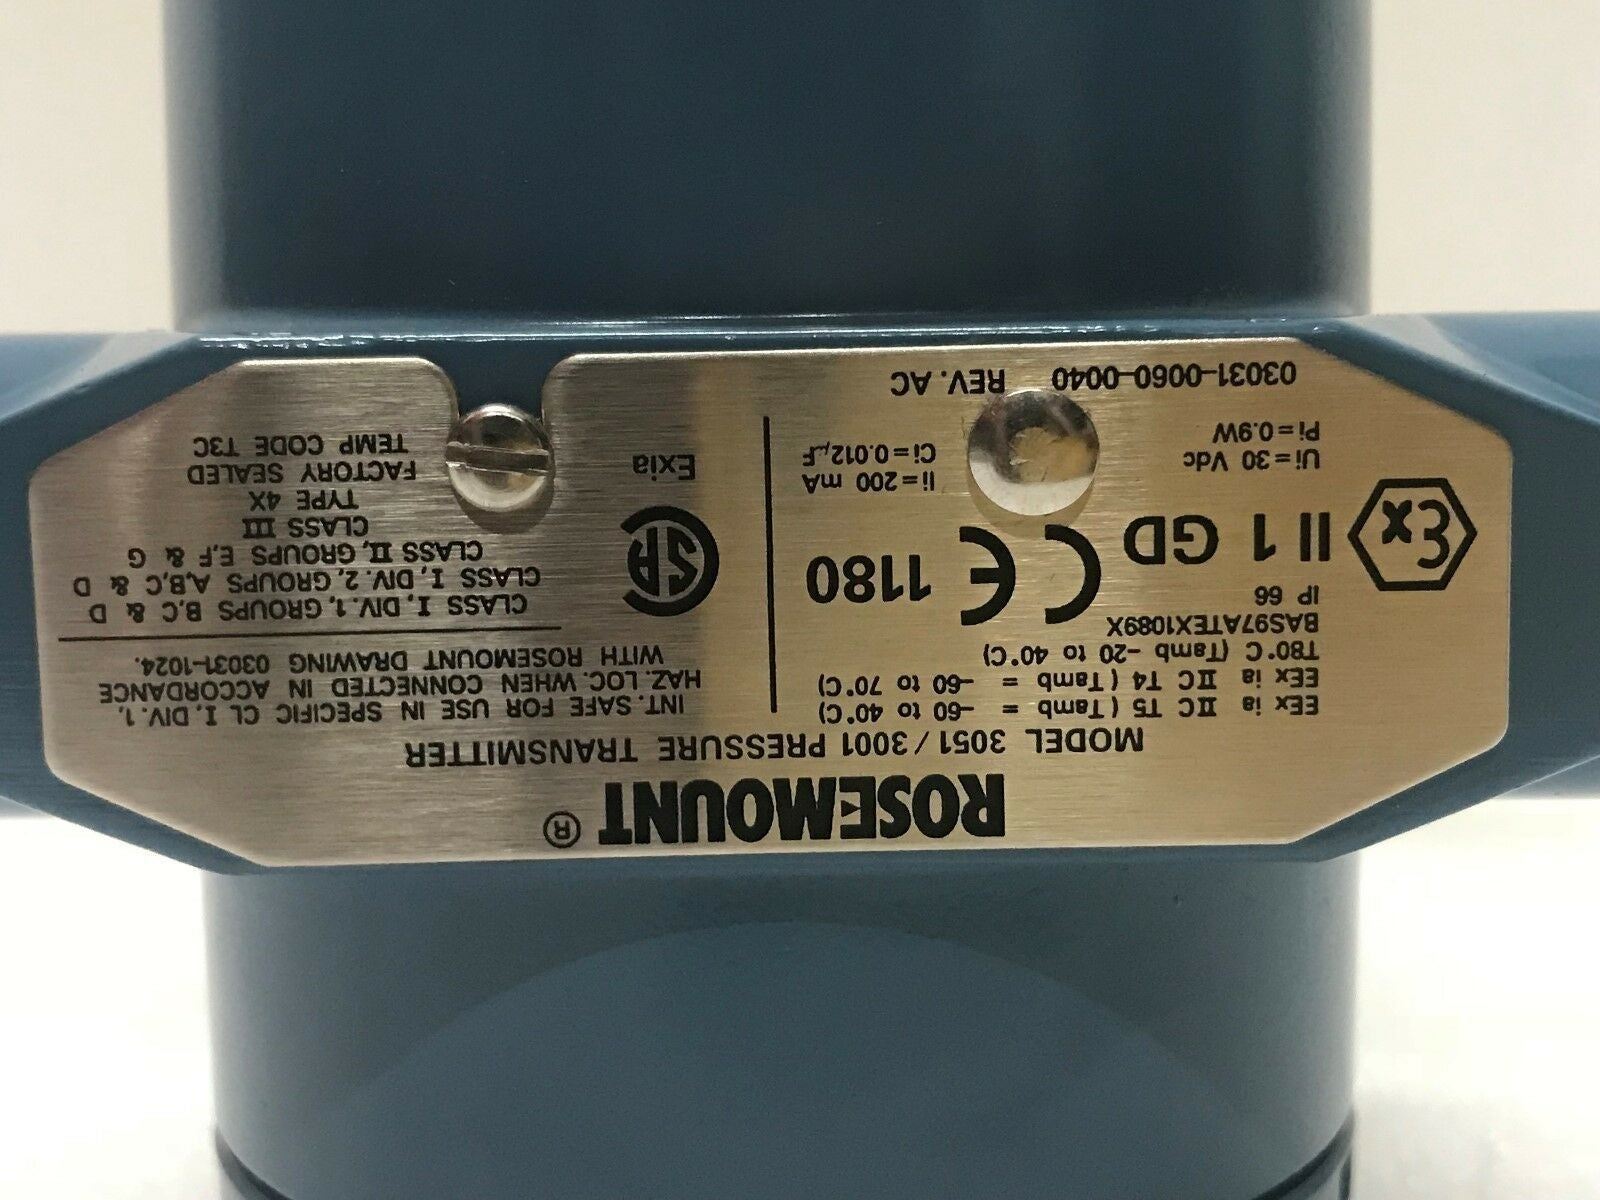 ROSEMOUNT ®
MODEL 3051 / 3001 PRESSURE TRANSMITTER
EEx ia IIC T5 ( Tamb = -60 to 40°C)
EEx ia IIC T4 ( Tamb = -60 to 70°C)
T80°C (Tamb -20 to 40°C)
BAS97ATEX1089X
IP 66
Ex II 1 GD CE 1180
Ui=30 Vdc Ii=200 mA
Pi=0.9W Ci=0.012µF
03031-0060-0040 REV. AC
INT. SAFE FOR USE IN SPECIFIC CL I, DIV. 1,
HAZ. LOC. WHEN CONNECTED IN ACCORDANCE
WITH ROSEMOUNT DRAWING 03031-1024.
SA
Exia
CLASS I, DIV. 1, GROUPS B,C & D
CLASS I, DIV. 2, GROUPS A,B,C & D
CLASS II, GROUPS E,F & G
CLASS III
TYPE 4X
FACTORY SEALED
TEMP CODE T3C